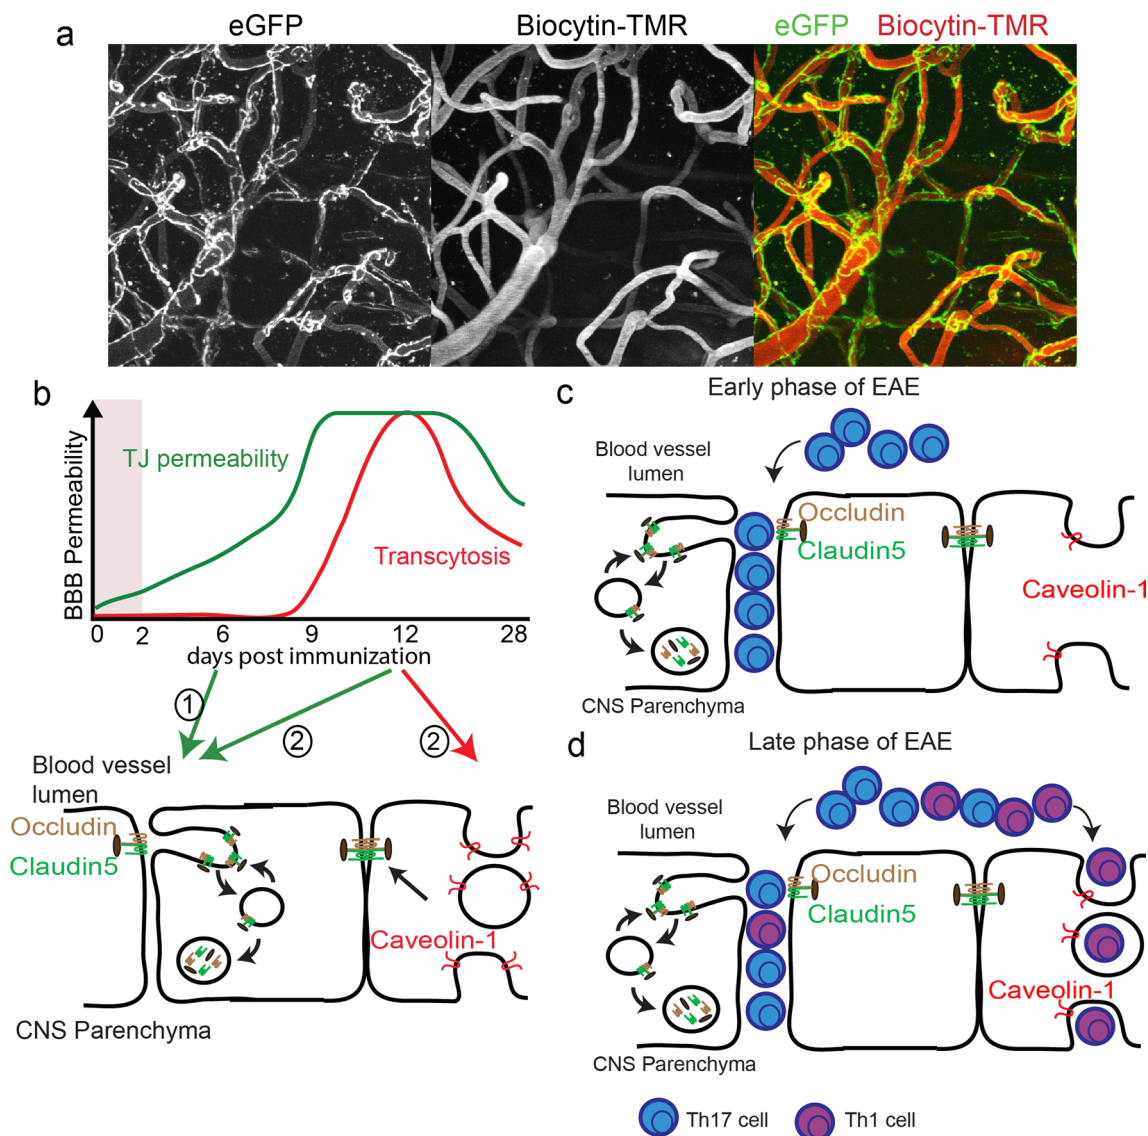 a
eGFP
Biocytin-TMR
eGFP Biocytin-TMR
b
BBB Permeability
TJ permeability
Transcytosis
0 2 6 9 12 28
days post immunization
1
2
2
Blood vessel
lumen
Occludin
Claudin5
Caveolin-1
CNS Parenchyma
c
Early phase of EAE
Blood vessel
lumen
Occludin
Claudin5
Caveolin-1
CNS Parenchyma
d
Late phase of EAE
Blood vessel
lumen
Occludin
Claudin5
Caveolin-1
CNS Parenchyma
Th17 cell
Th1 cell